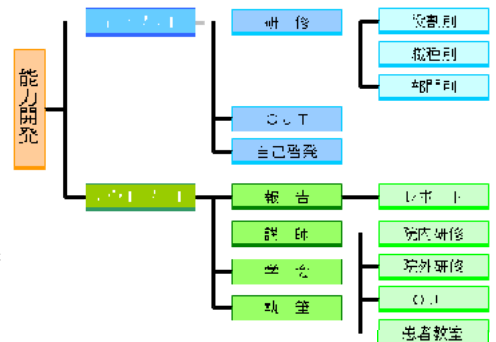 能力開発
研 修
役割別
職種別
部門別
ＯＪＴ
自己啓発
報 告
レポート
講 師
院内研修
学 会
院外研修
ＯＪＴ
執 筆
患者教室